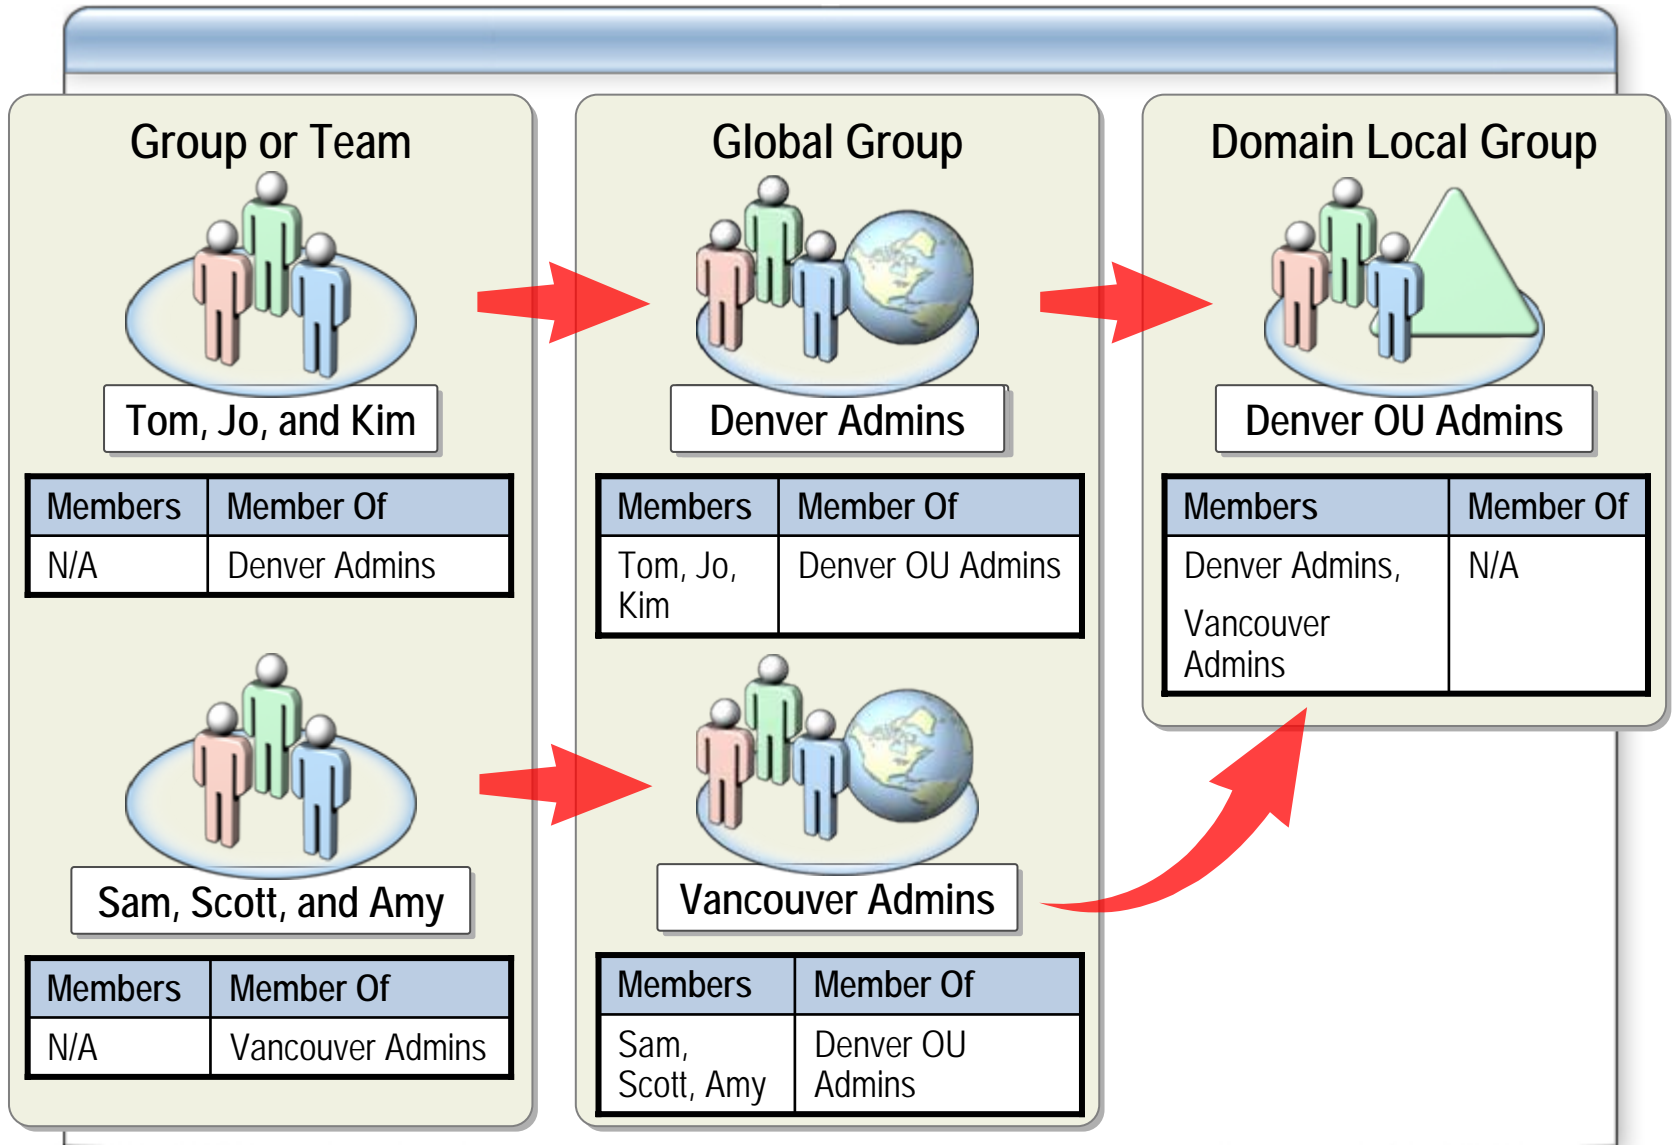 Group or Team
Tom, Jo, and Kim
Members Member Of
N/A Denver Admins
Sam, Scott, and Amy
Members Member Of
N/A Vancouver Admins
Global Group
Denver Admins
Members Member Of
Tom, Jo, Denver OU Admins
Kim
Vancouver Admins
Members Member Of
Sam, Denver OU
Scott, Amy Admins
Domain Local Group
Denver OU Admins
Members Member Of
Denver Admins, N/A
Vancouver
Admins